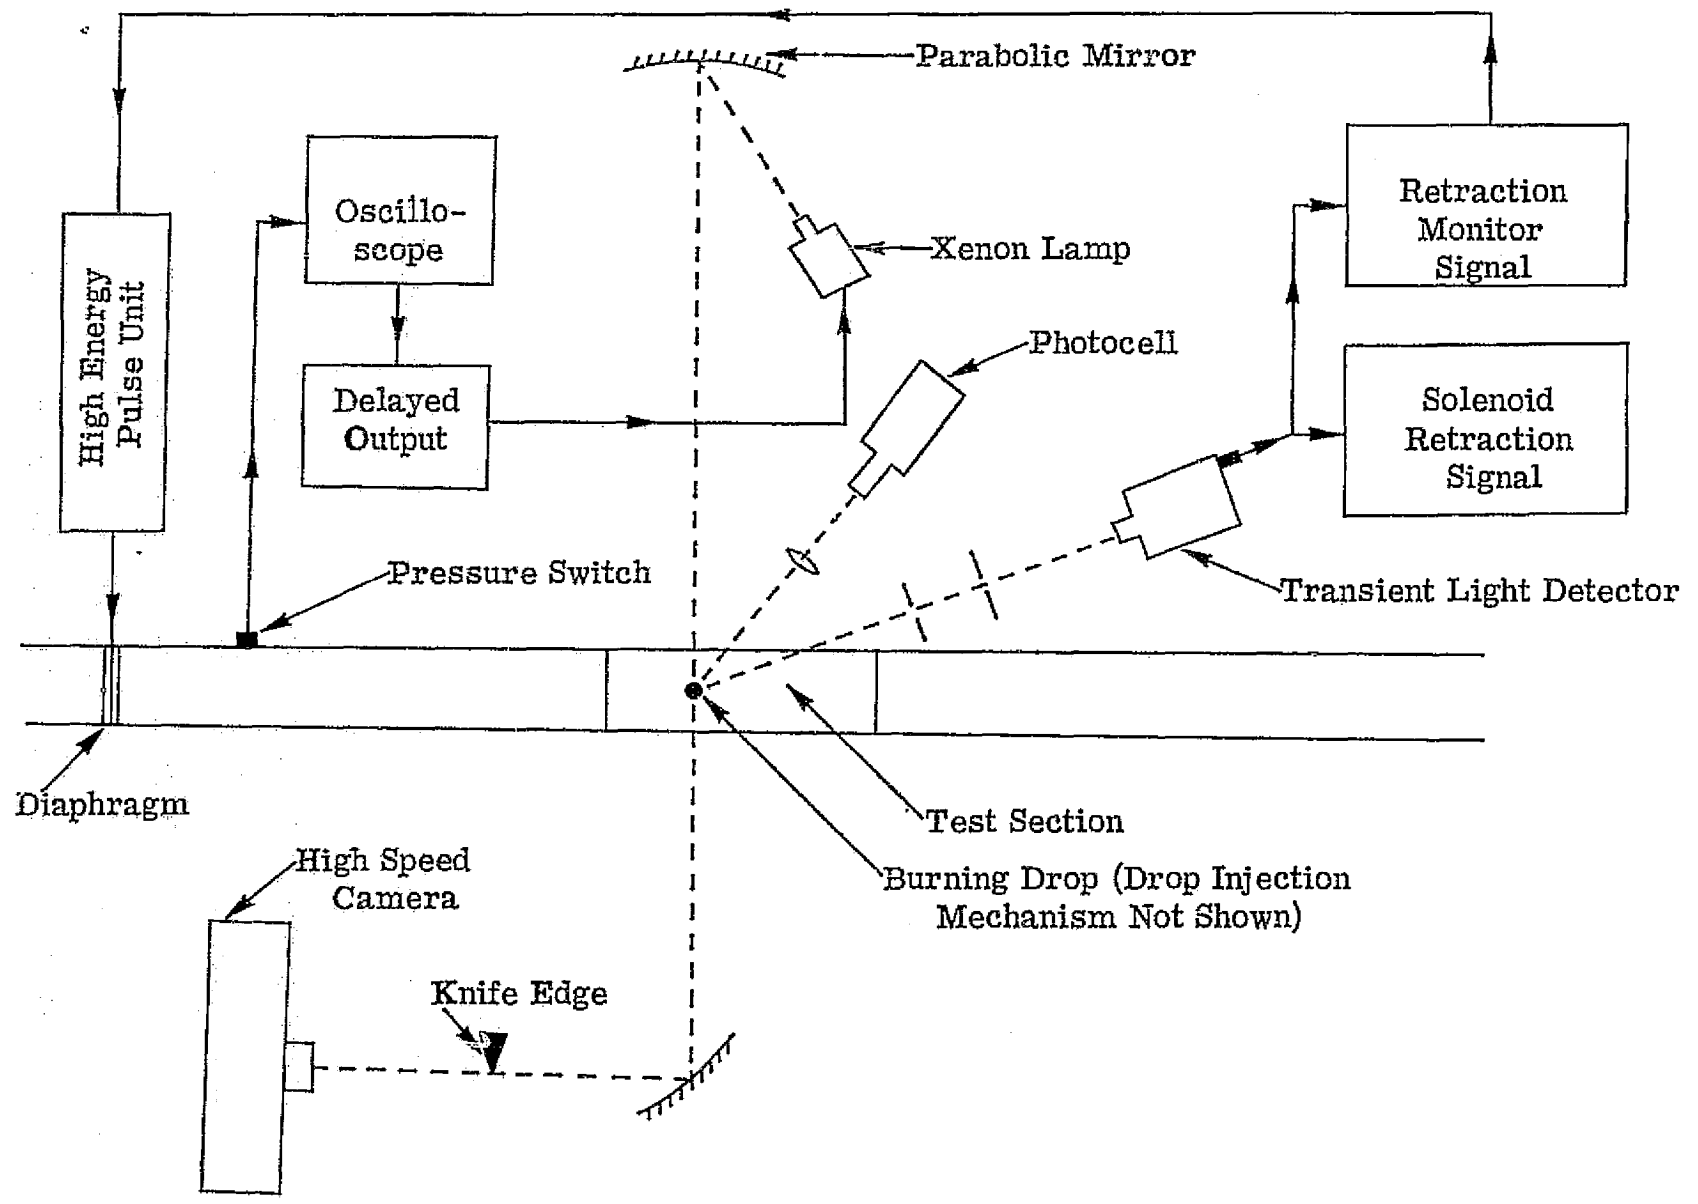 Parabolic Mirror
Oscillo-
scope
Xenon Lamp
Retraction
Monitor
Signal
High Energy
Pulse Unit
Photocell
Delayed
Output
Solenoid
Retraction
Signal
Pressure Switch
Transient Light Detector
Diaphragm
Test Section
High Speed
Camera
Burning Drop (Drop Injection
Mechanism Not Shown)
Knife Edge